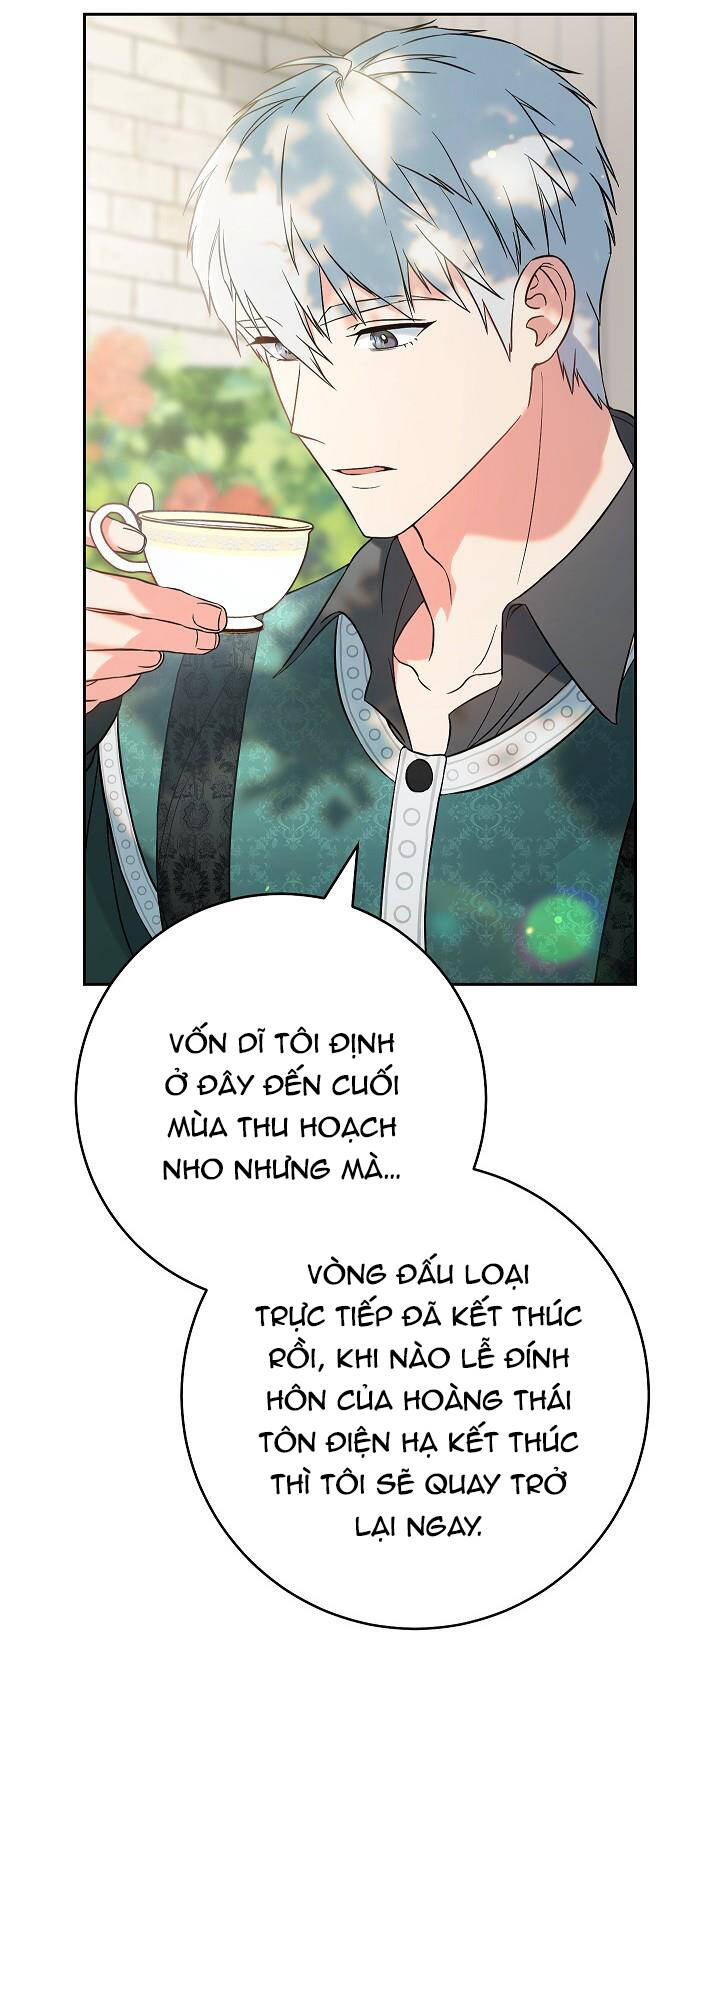 VỐN DĨ TÔI ĐỊNH
Ở ĐÂY ĐẾN CUỐI
MÙA THU HOẠCH
NHO NHƯNG MÀ...
VÒNG ĐẤU LOẠI
TRỰC TIẾP ĐÃ KẾT THÚC
RỒI, KHI NÀO LỄ ĐÍNH
HÔN CỦA HOÀNG THÁI
TÔN ĐIỆN HẠ KẾT THÚC
THÌ TÔI SẼ QUAY TRỞ
LẠI NGAY.